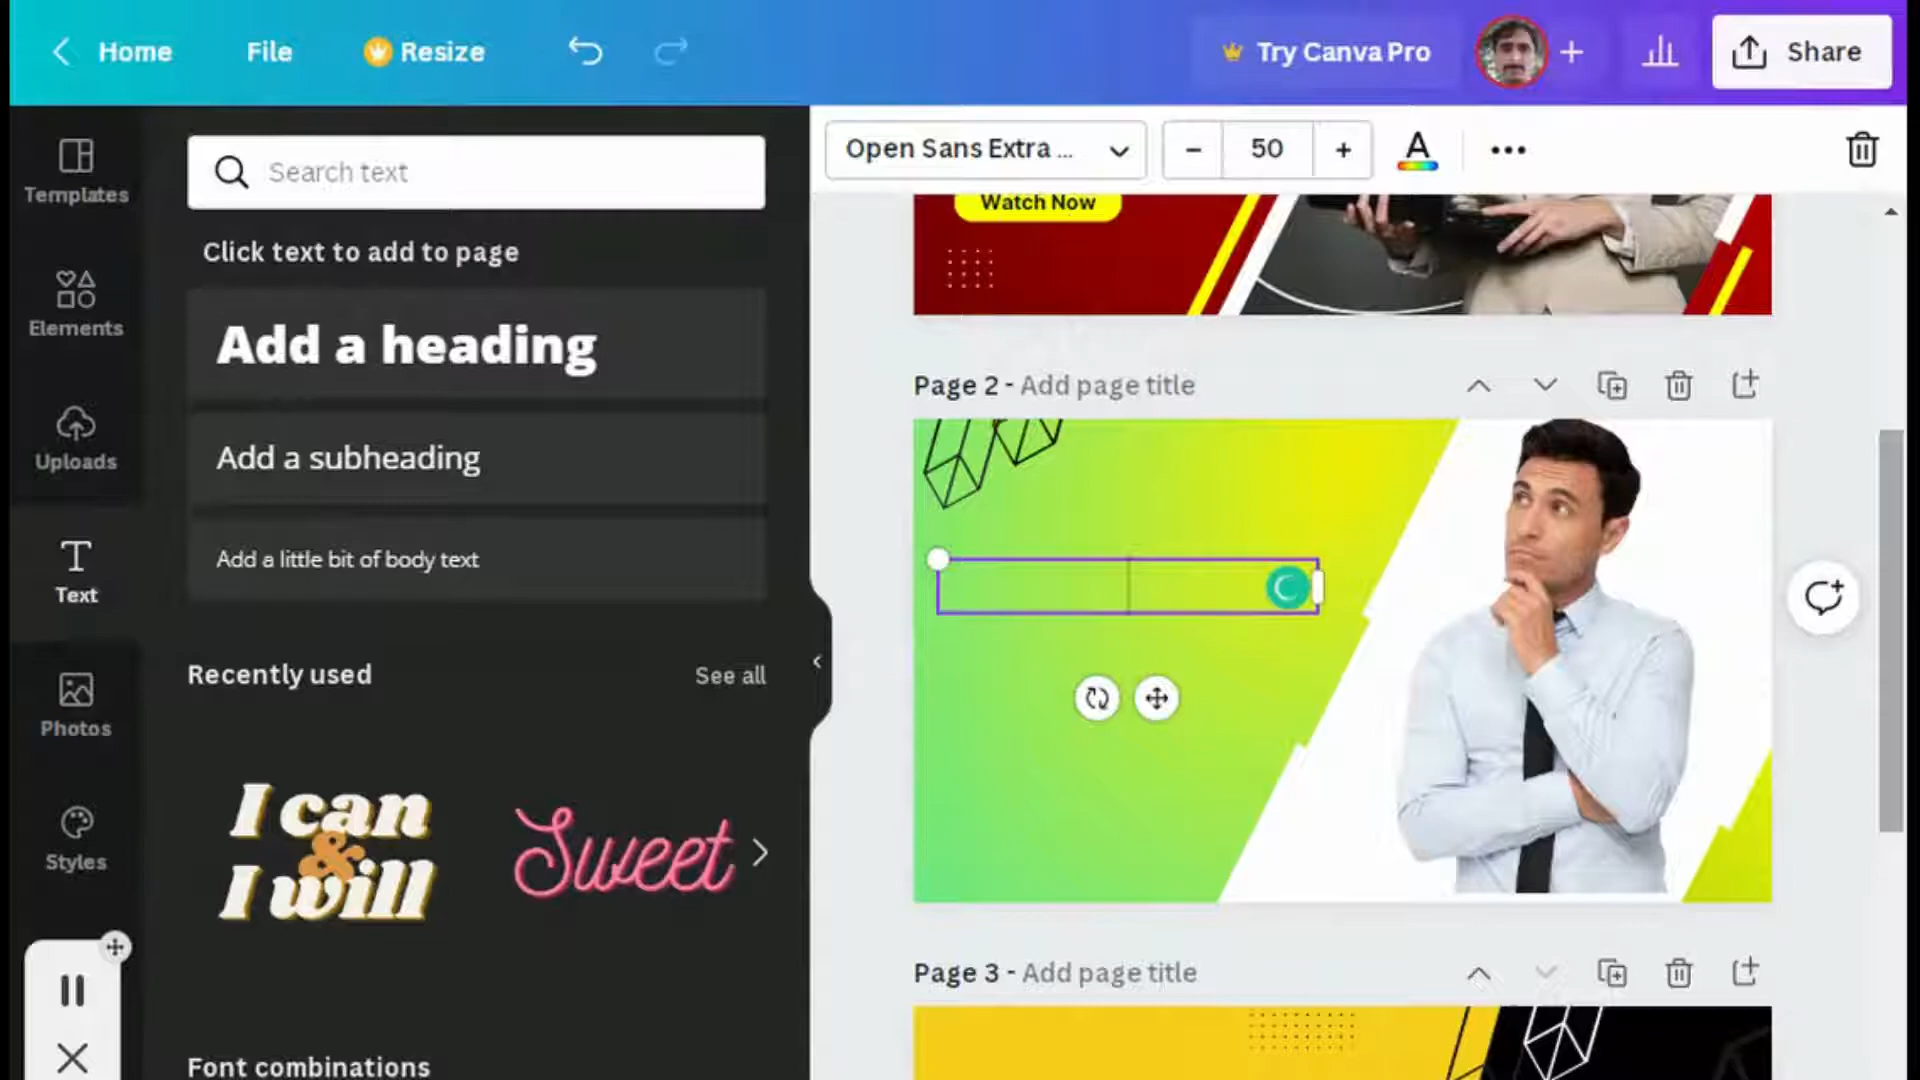 Home File Resize Try Canva Pro Share
Templates
Elements
Uploads
Text
Photos
Styles
Search text
Click text to add to page
Add a heading
Add a subheading
Add a little bit of body text
Recently used See all
I can
&
I will
Sweet
Font combinations
Open Sans Extra ... − 50 + A
Watch Now
Page 2 - Add page title
Page 3 - Add page title